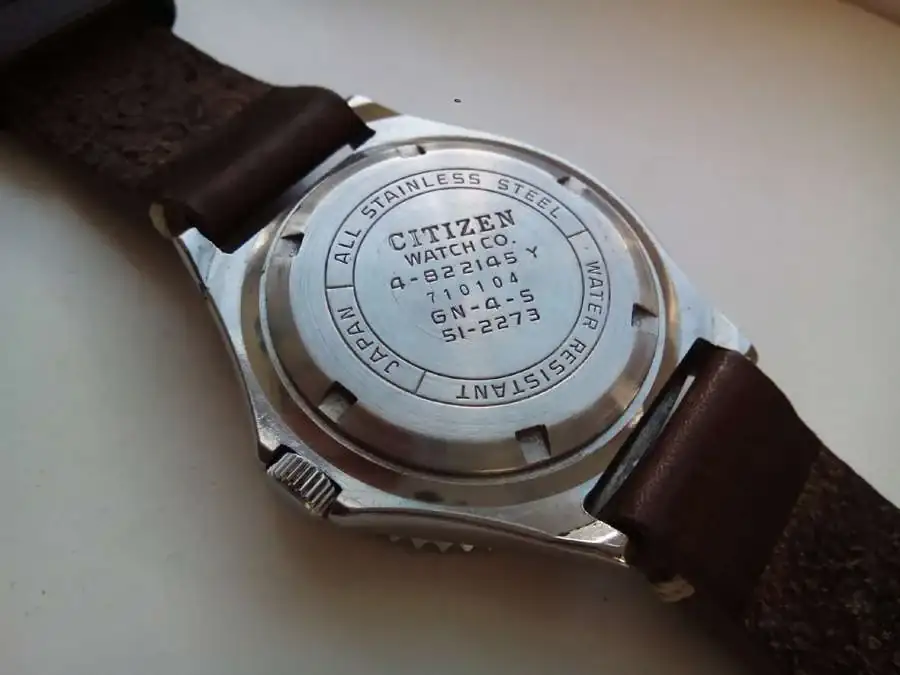 CITIZEN
WATCH CO.
4-822145 Y
710104
GN-4-S
51-2273
ALL STAINLESS STEEL
WATER RESISTANT
JAPAN